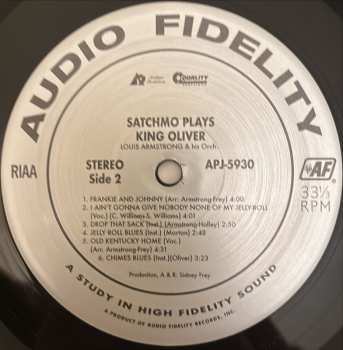 AUDIO FIDELITY
QUALITY
SATCHMO PLAYS
KING OLIVER
LOUIS ARMSTRONG & his Orch.
RIAA
STEREO
APJ-5930
AF
Side 2
33⅓
RPM
1. FRANKIE AND JOHNNY (Arr: Armstrong-Frey) 4:00
2. I AIN'T GONNA GIVE NOBODY NONE OF MY JELLY-ROLL
[Voc.] (C. Williams-S. Williams) 4:01
3. DROP THAT SACK [Inst.] (Armstrong-Holley) 2:50
4. JELLY ROLL BLUES [Inst.] (Morton) 2:48
5. OLD KENTUCKY HOME [Voc.]
(Arr. Armstrong-Frey) 4:31
6. CHIMES BLUES [Inst.](Oliver) 3:23
Production, A & R: Sidney Frey
A STUDY IN HIGH FIDELITY SOUND
A PRODUCT OF AUDIO FIDELITY RECORDS, INC.